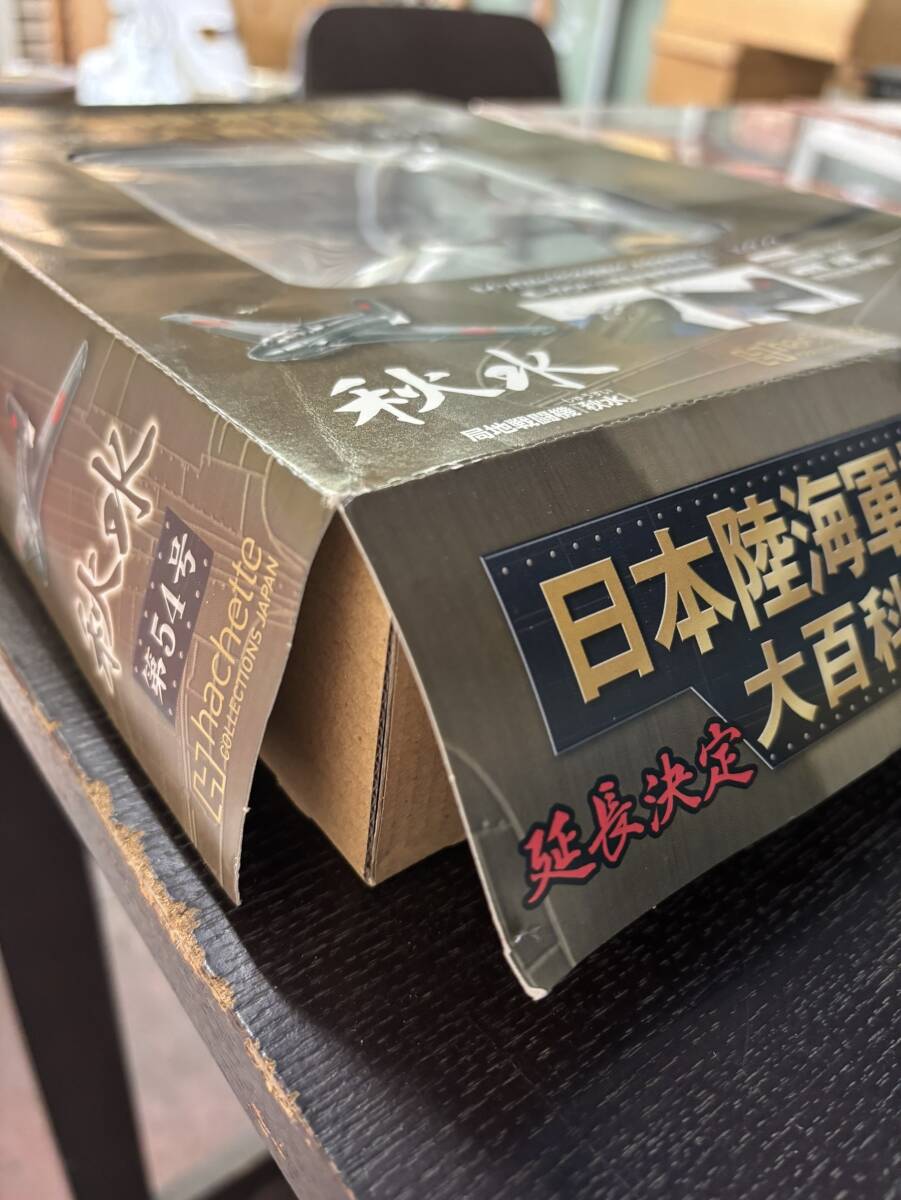 秋水
局地戦闘機「秋水」
秋水
第54号
hachette
COLLECTIONS JAPAN
日本陸海軍
大百科
延長決定